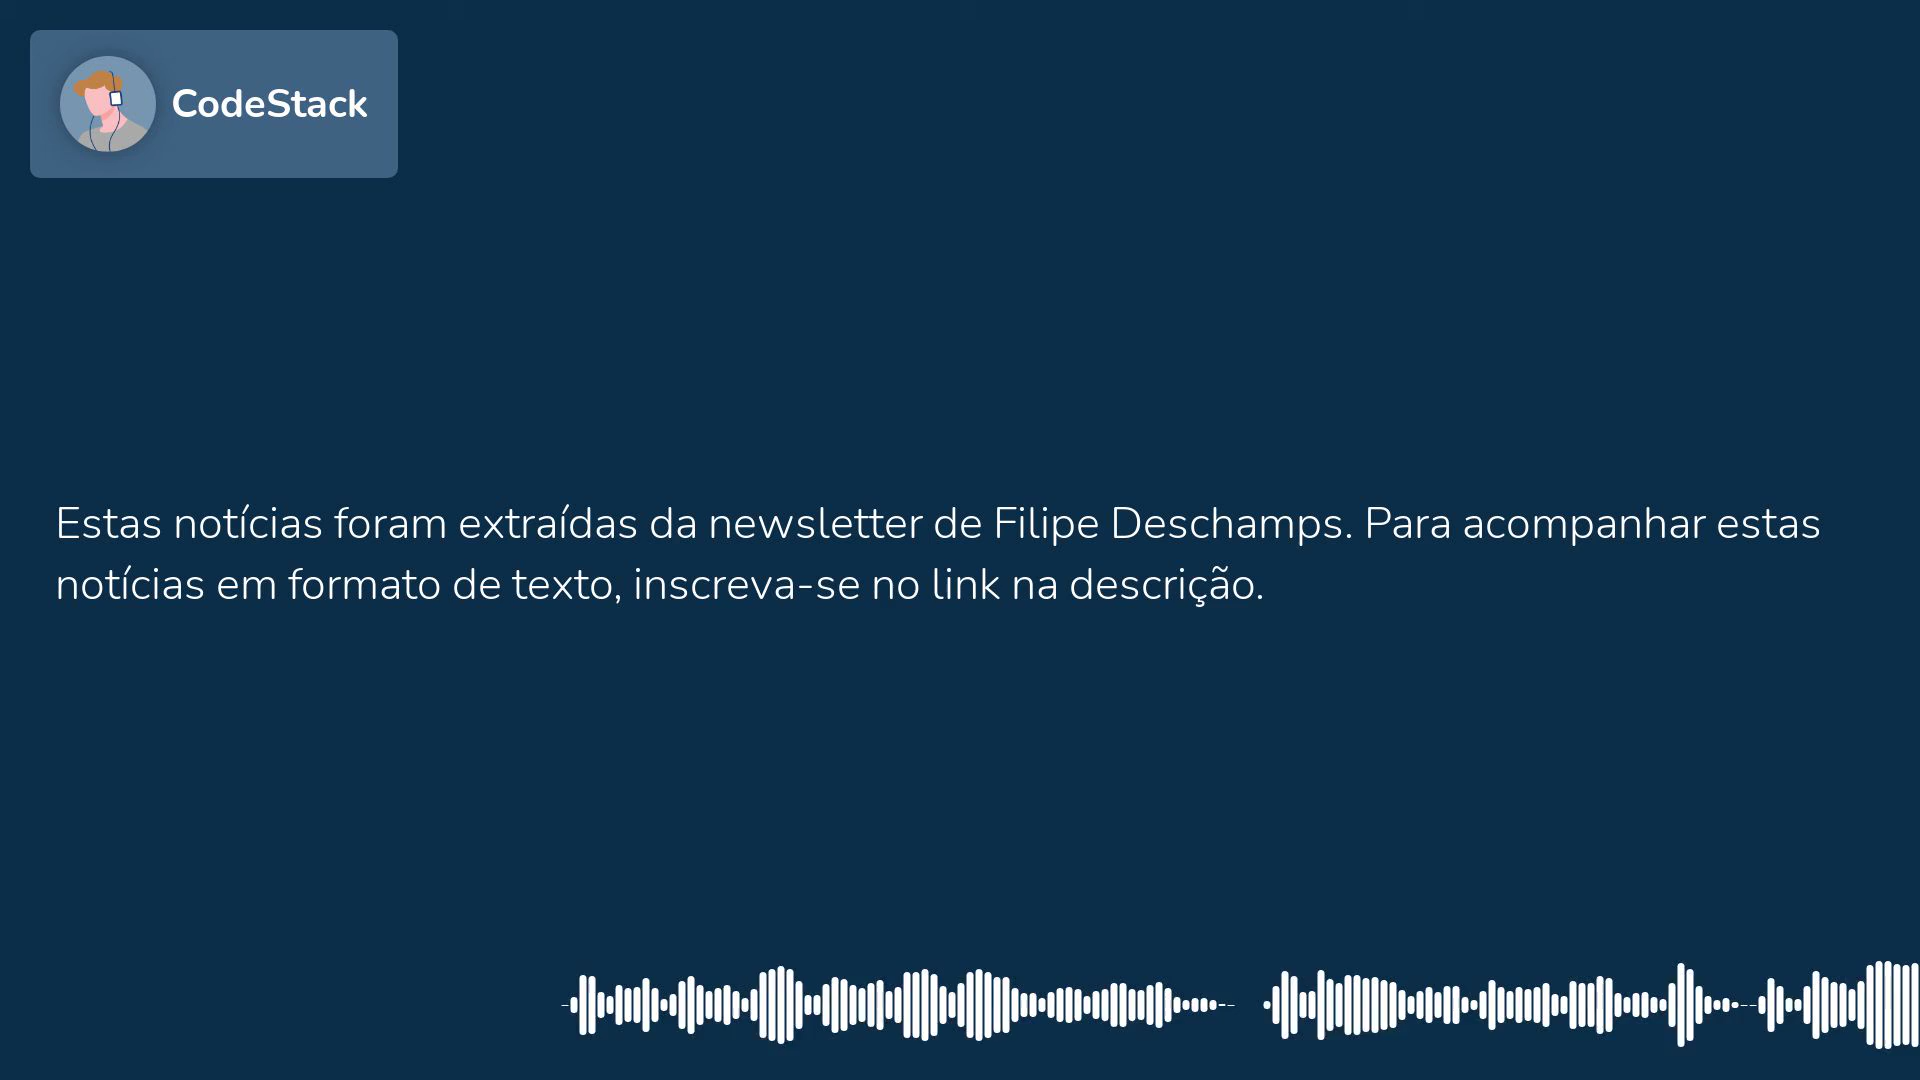 CodeStack
Estas notícias foram extraídas da newsletter de Filipe Deschamps. Para acompanhar estas
notícias em formato de texto, inscreva-se no link na descrição.